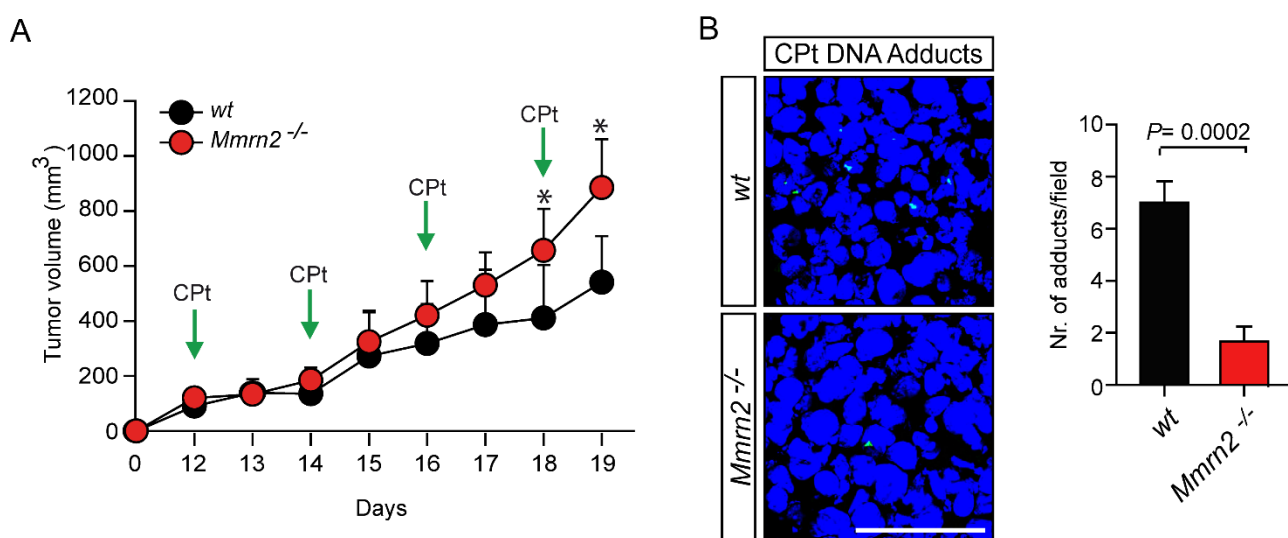 A
Tumor volume (mm³)
1200
1000
800
600
400
200
0
wt
Mmrn2 -/-
CPt
CPt
CPt
CPt
*
*
0 12 13 14 15 16 17 18 19
Days
B
CPt DNA Adducts
wt
Mmrn2 -/-
Nr. of adducts/field
10
8
6
4
2
0
P= 0.0002
wt
Mmrn2 -/-